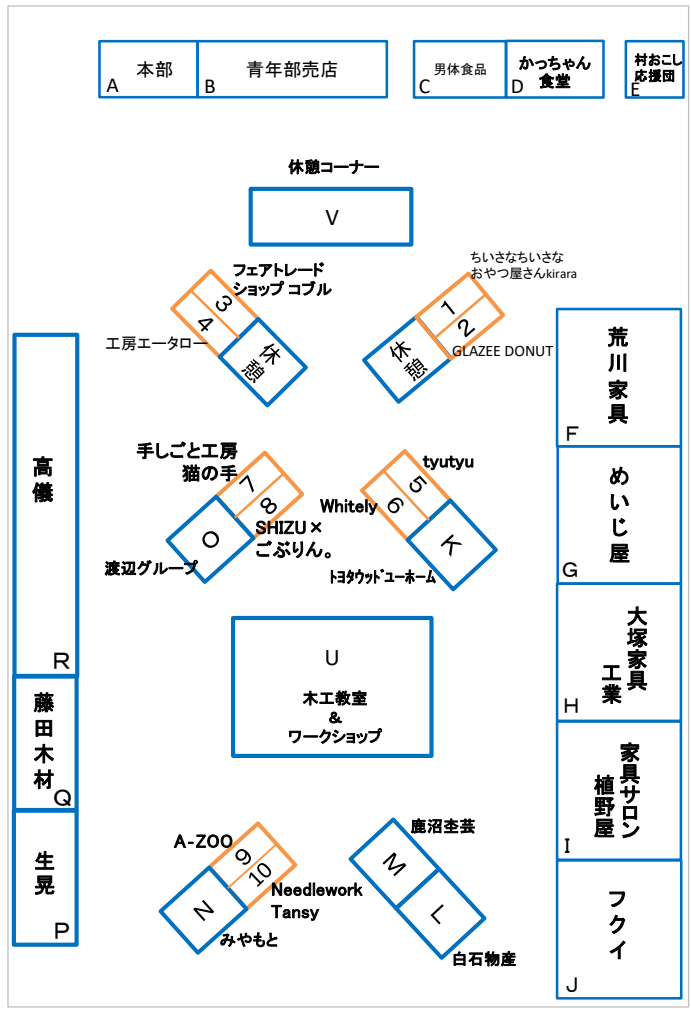 本部
A
青年部売店
B
男体食品
C
かっちゃん
食堂
D
村おこし
応援団
E
休憩コーナー
V
フェアトレード
ショップ コブル
3
4
工房エータロー
休憩
ちいさなちいさな
おやつ屋さんkirara
1
2
GLAZEE DONUT
休憩
荒川家具
F
高儀
R
手しごと工房
猫の手
7
8
SHIZU×
ごぶりん。
O
渡辺グループ
tyutyu
5
6
Whitely
K
ﾄﾖﾀｳｯﾄﾞﾕｰﾎｰﾑ
めいじ屋
G
U
木工教室
&
ワークショップ
大塚家具
工業
H
藤田木材
Q
家具サロン
植野屋
I
生晃
P
A-ZOO
9
10
Needlework
Tansy
N
みやもと
鹿沼杢芸
M
L
白石物産
フクイ
J